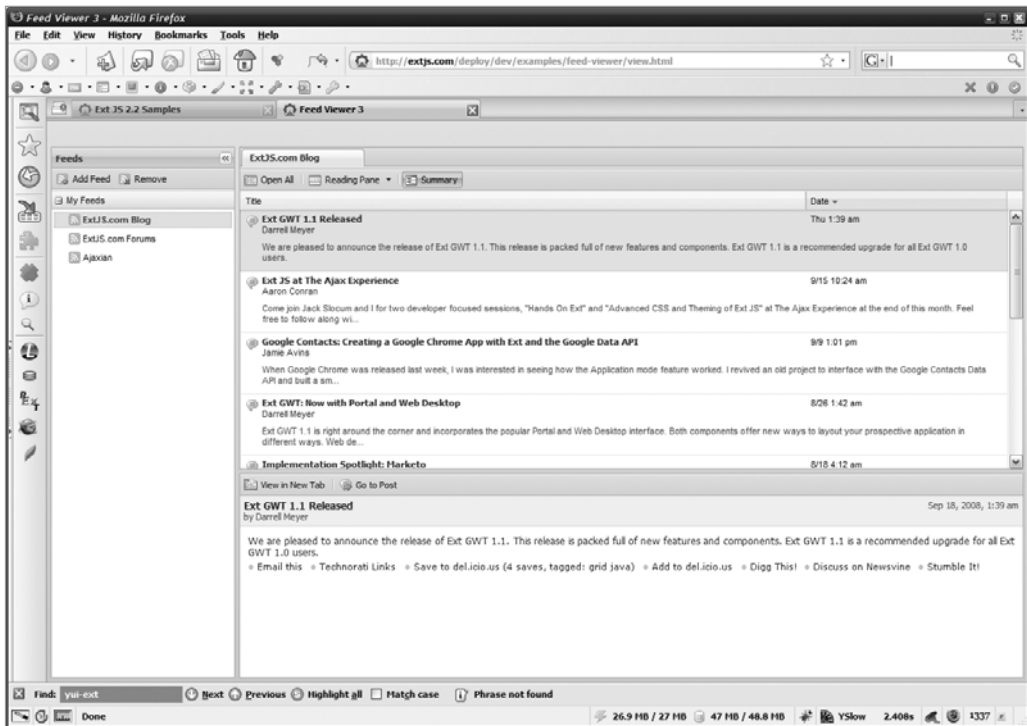 Feed Viewer 3 - Mozilla Firefox
File Edit View History Bookmarks Tools Help
http://extjs.com/deploy/dev/examples/feed-viewer/view.html
G
Ext JS 2.2 Samples
Feed Viewer 3
Feeds
ExtJS.com Blog
Add Feed Remove
Open All Reading Pane Summary
My Feeds
Title Date
ExtJS.com Blog
ExtJS.com Forums
Ajaxian
Ext GWT 1.1 Released Thu 1:39 am
Darrell Meyer
We are pleased to announce the release of Ext GWT 1.1. This release is packed full of new features and components. Ext GWT 1.1 is a recommended upgrade for all Ext GWT 1.0
users.
Ext JS at The Ajax Experience 9/15 10:24 am
Aaron Conran
Come join Jack Slocum and I for two developer focused sessions, "Hands On Ext" and "Advanced CSS and Theming of Ext JS" at The Ajax Experience at the end of this month. Feel
free to follow along wi...
Google Contacts: Creating a Google Chrome App with Ext and the Google Data API 9/9 1:01 pm
Jamie Avins
When Google Chrome was released last week, I was interested in seeing how the Application mode feature worked. I revived an old project to interface with the Google Contacts Data
API and built a sm...
Ext GWT: Now with Portal and Web Desktop 8/26 1:42 am
Darrell Meyer
Ext GWT 1.1 is right around the corner and incorporates the popular Portal and Web Desktop interface. Both components offer new ways to layout your prospective application in
different ways. Web de...
Implementation Spotlight: Marketo 8/18 4:12 am
View in New Tab Go to Post
Ext GWT 1.1 Released Sep 18, 2008, 1:39 am
by Darrell Meyer
We are pleased to announce the release of Ext GWT 1.1. This release is packed full of new features and components. Ext GWT 1.1 is a recommended upgrade for all Ext
GWT 1.0 users.
Email this Technorati Links Save to del.icio.us (4 saves, tagged: grid java) Add to del.icio.us Digg This! Discuss on Newsvine Stumble It!
Find: yui-ext Next Previous Highlight all Match case Phrase not found
Done 26.9 MB / 27 MB 47 MB / 48.8 MB YSlow 2.408s 1337